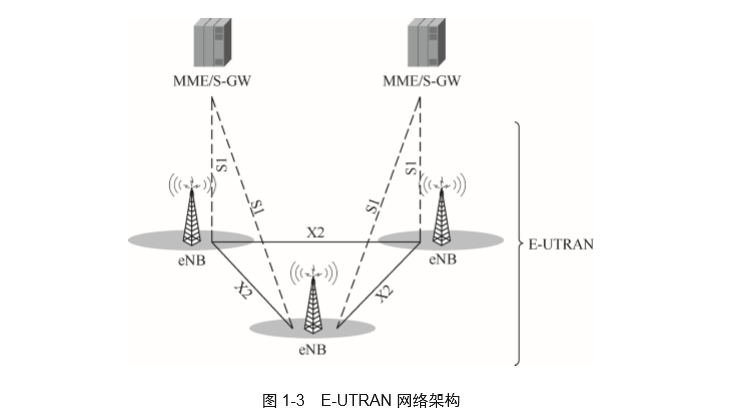 MME/S-GW
MME/S-GW
S1
S1
S1
S1
X2
E-UTRAN
eNB
eNB
X2
X2
eNB
图 1-3 E-UTRAN 网络架构